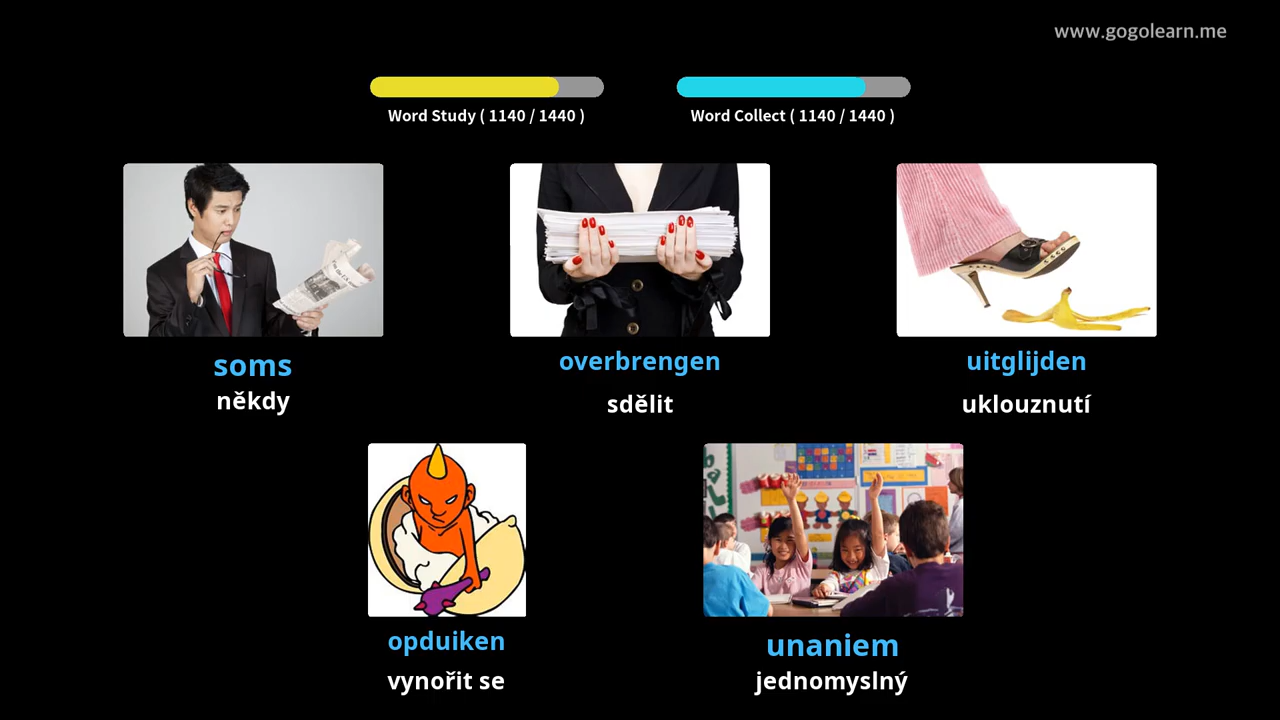 www.gogolearn.me
Word Study ( 1140 / 1440 )
Word Collect ( 1140 / 1440 )
soms
někdy
overbrengen
sdělit
uitglijden
uklouznutí
opduiken
vynořit se
unaniem
jednomyslný